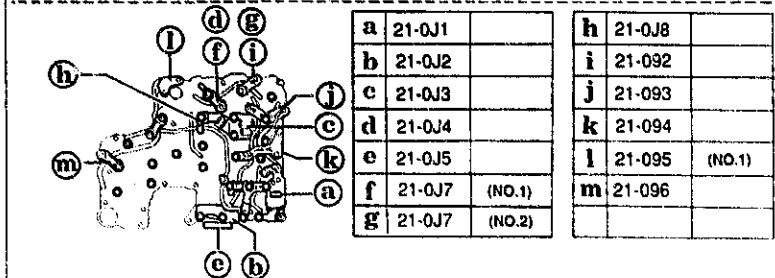 d g
l f i
h
j
c
k
m
a
e b
a 21-0J1
b 21-0J2
c 21-0J3
d 21-0J4
e 21-0J5
f 21-0J7 (NO.1)
g 21-0J7 (NO.2)
h 21-0J8
i 21-092
j 21-093
k 21-094
l 21-095 (NO.1)
m 21-096